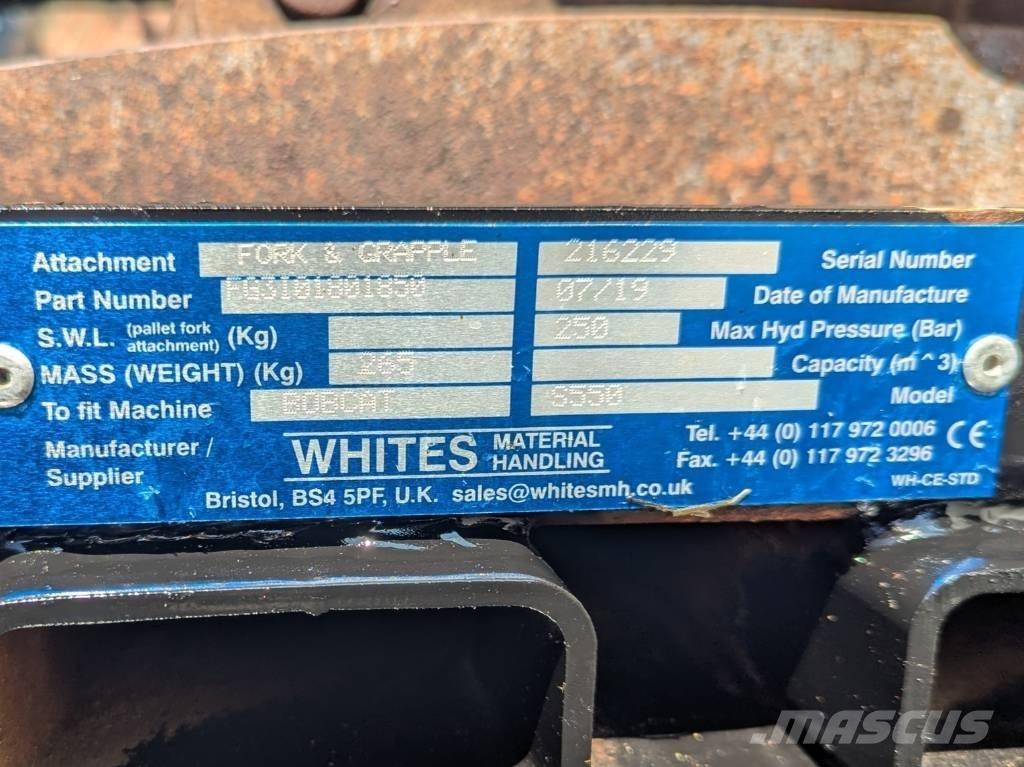 Attachment FORK & GRAPPLE 216229 Serial Number
Part Number FG3101801850 07/19 Date of Manufacture
S.W.L. (pallet fork attachment) (Kg) 250 Max Hyd Pressure (Bar)
MASS (WEIGHT) (Kg) 265 Capacity (m^3)
To fit Machine BOBCAT S550 Model
Manufacturer / Supplier WHITES MATERIAL HANDLING Tel. +44 (0) 117 972 0006 CE
Fax. +44 (0) 117 972 3296
Bristol, BS4 5PF, U.K. sales@whitesmh.co.uk WH-CE-STD
MASCUS